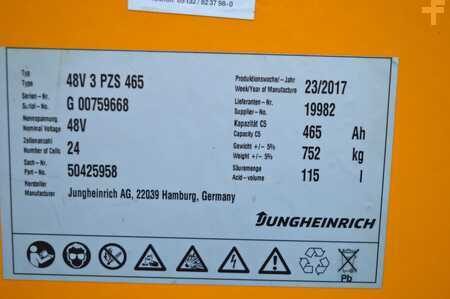 Typ
Type 48V 3 PZS 465
Serien-Nr.
Serial-No. G 00759668
Nennspannung
Nominal Voltage 48V
Zellenanzahl
Number of Cells 24
Sach-Nr.
Part-No. 50425958
Hersteller
Manufacturer Jungheinrich AG, 22039 Hamburg, Germany
Produktionswoche/-Jahr
Week/Year of Manufacture 23/2017
Lieferanten-Nr.
Supplier-No. 19982
Kapazität C5
Capacity C5 465 Ah
Gewicht +/- 5%
Weight +/- 5% 752 kg
Säuremenge
Acid-volume 115 l
JUNGHEINRICH
Pb